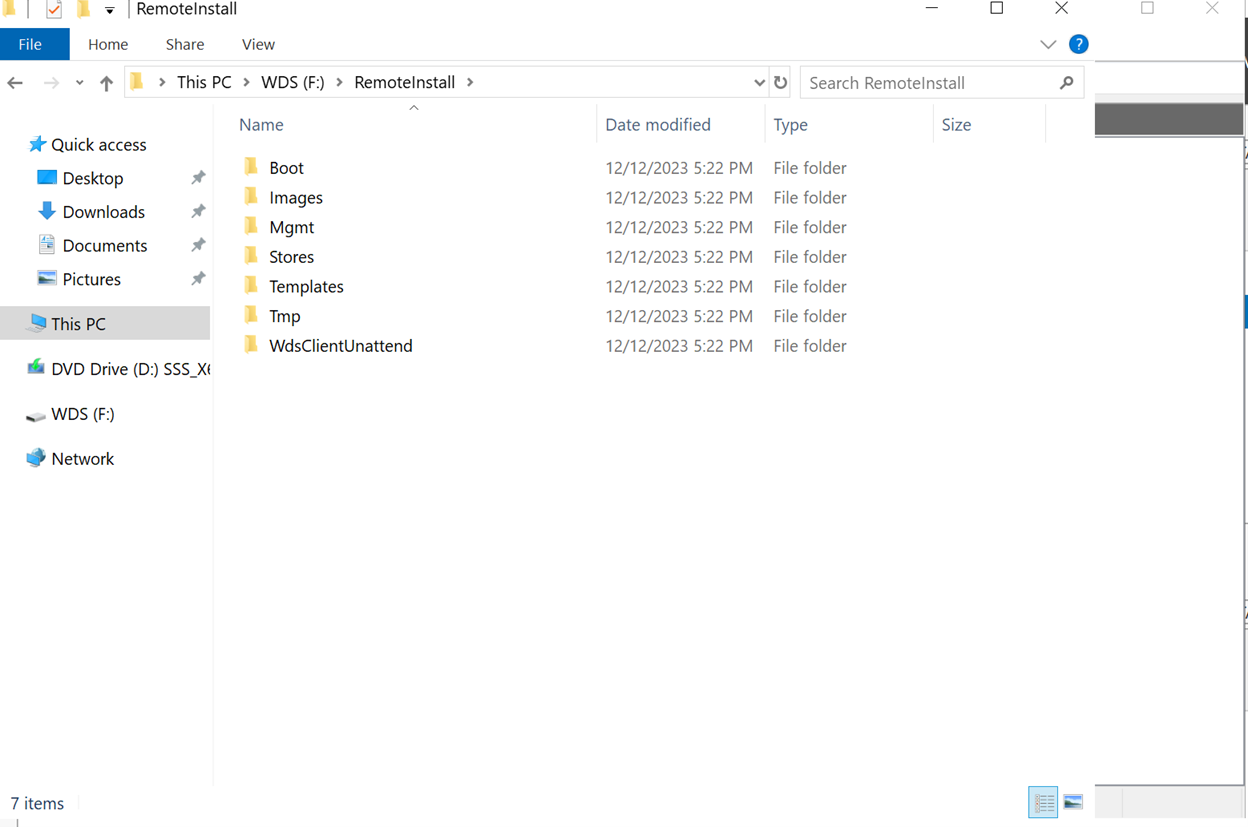 RemoteInstall
File Home Share View ?
This PC WDS (F:) RemoteInstall Search RemoteInstall
Name Date modified Type Size
Quick access
Desktop
Downloads
Documents
Pictures
This PC
DVD Drive (D:) SSS_X6
WDS (F:)
Network
Boot 12/12/2023 5:22 PM File folder
Images 12/12/2023 5:22 PM File folder
Mgmt 12/12/2023 5:22 PM File folder
Stores 12/12/2023 5:22 PM File folder
Templates 12/12/2023 5:22 PM File folder
Tmp 12/12/2023 5:22 PM File folder
WdsClientUnattend 12/12/2023 5:22 PM File folder
7 items